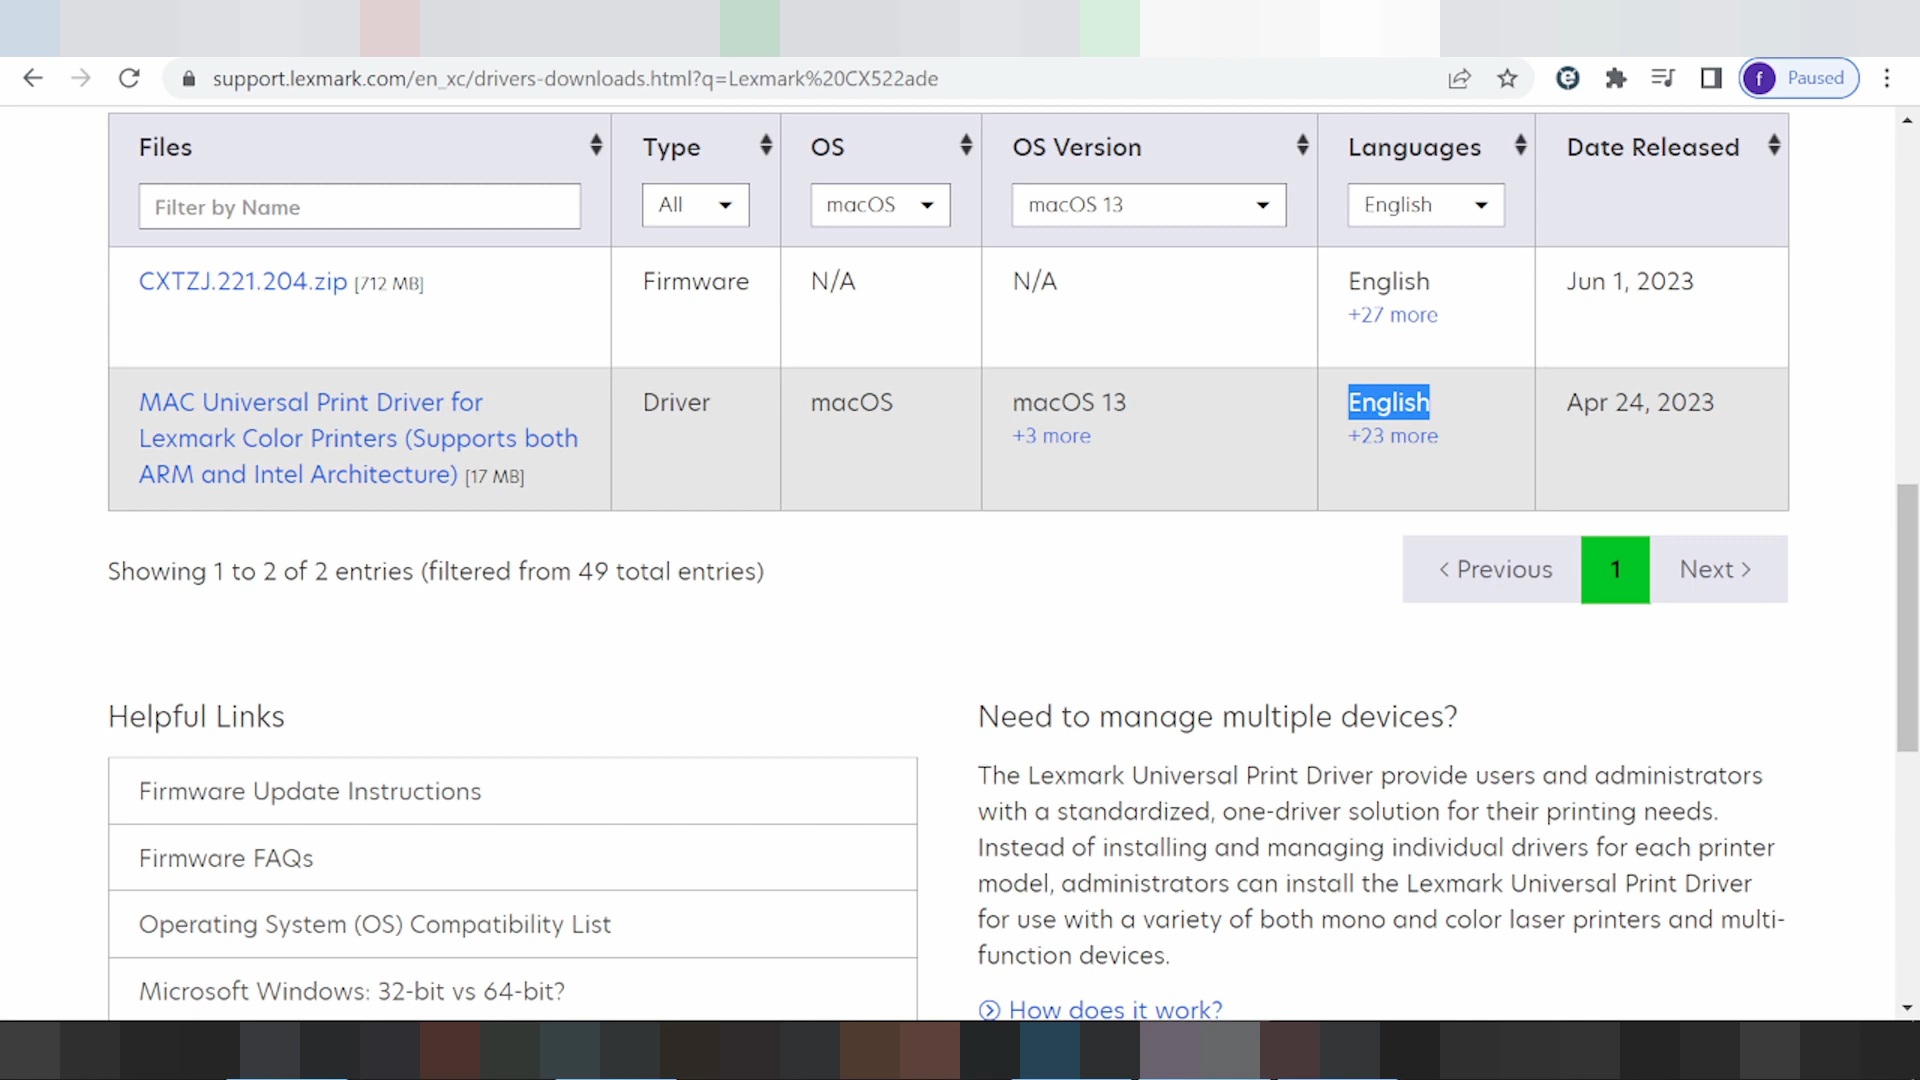 support.lexmark.com/en_xc/drivers-downloads.html?q=Lexmark%20CX522ade
f Paused
Files Type OS OS Version Languages Date Released
Filter by Name All macOS macOS 13 English
CXTZJ.221.204.zip [712 MB] Firmware N/A N/A English Jun 1, 2023
+27 more
MAC Universal Print Driver for Driver macOS macOS 13 English Apr 24, 2023
Lexmark Color Printers (Supports both +3 more +23 more
ARM and Intel Architecture) [17 MB]
Showing 1 to 2 of 2 entries (filtered from 49 total entries)
< Previous 1 Next >
Helpful Links
Firmware Update Instructions
Firmware FAQs
Operating System (OS) Compatibility List
Microsoft Windows: 32-bit vs 64-bit?
Need to manage multiple devices?
The Lexmark Universal Print Driver provide users and administrators
with a standardized, one-driver solution for their printing needs.
Instead of installing and managing individual drivers for each printer
model, administrators can install the Lexmark Universal Print Driver
for use with a variety of both mono and color laser printers and multi-
function devices.
How does it work?